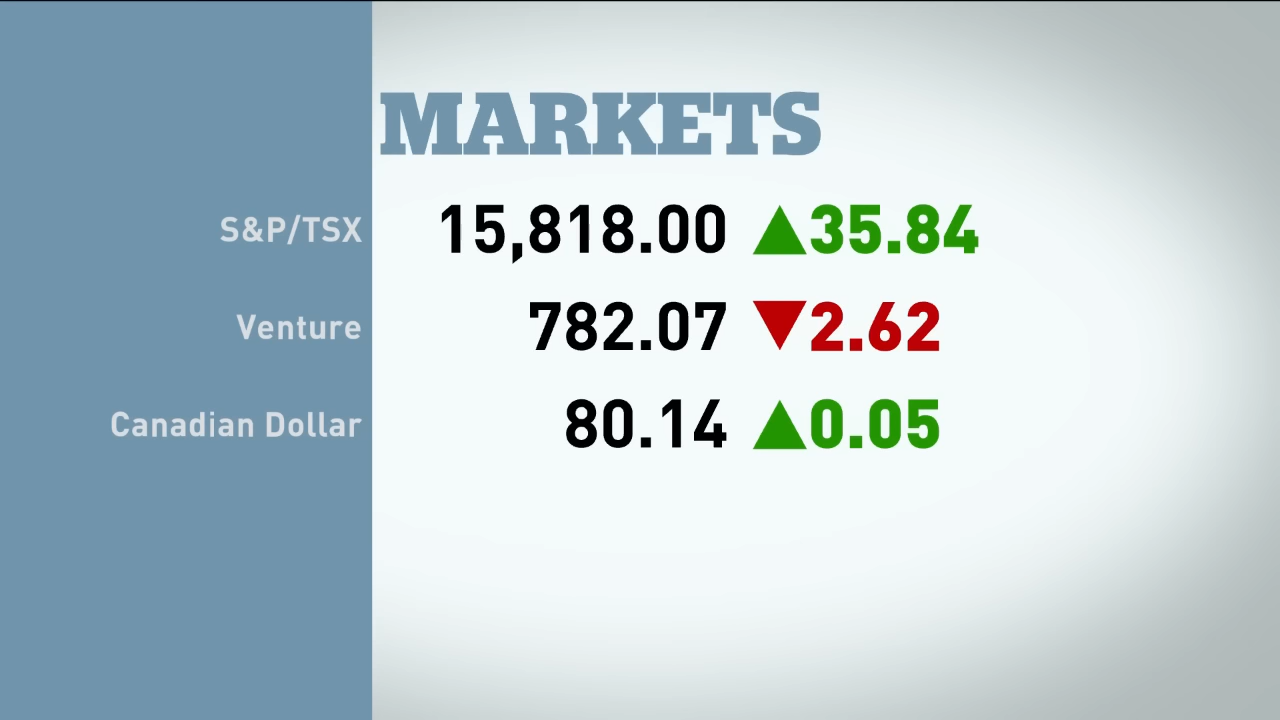 MARKETS
S&P/TSX 15,818.00 ▲35.84
Venture 782.07 ▼2.62
Canadian Dollar 80.14 ▲0.05